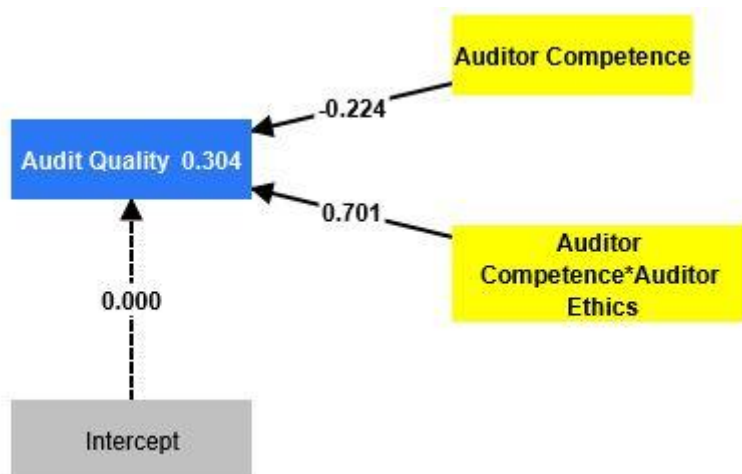 Auditor Competence
-0.224
Audit Quality 0.304
0.701
Auditor
Competence*Auditor
Ethics
0.000
Intercept